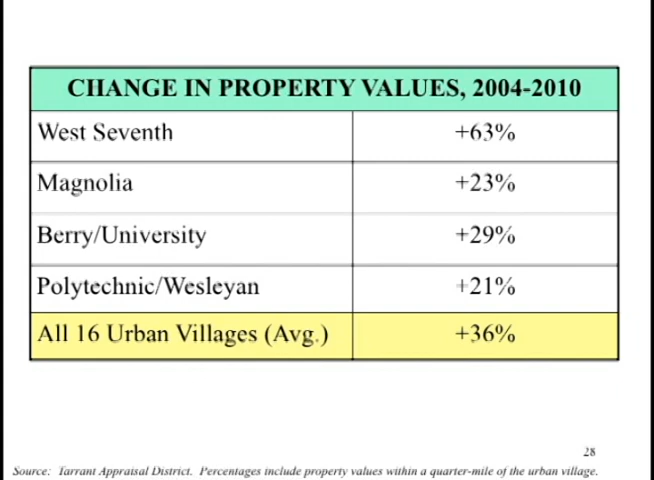 CHANGE IN PROPERTY VALUES, 2004-2010
West Seventh +63%
Magnolia +23%
Berry/University +29%
Polytechnic/Wesleyan +21%
All 16 Urban Villages (Avg.) +36%
28
Source: Tarrant Appraisal District. Percentages include property values within a quarter-mile of the urban village.